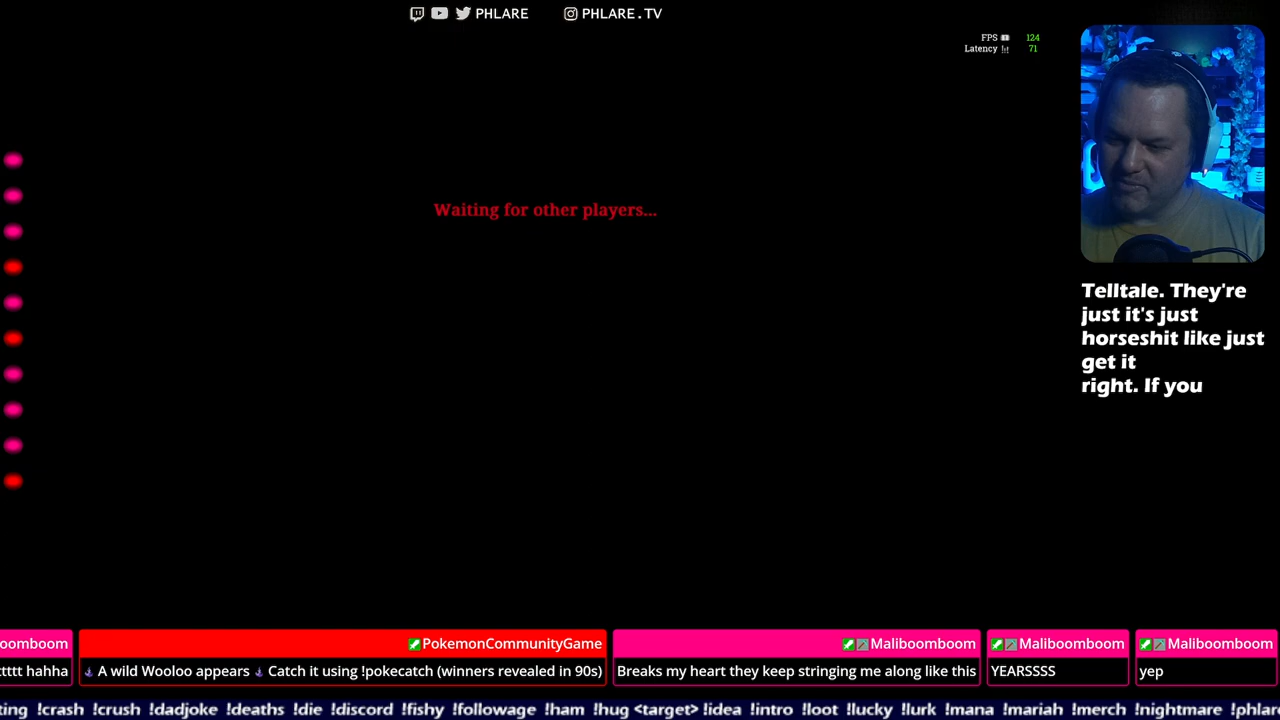 PHLARE PHLARE.TV
FPS 124
Latency 71
Waiting for other players...
Telltale. They're
just it's just
horseshit like just
get it
right. If you
oomboom
tttt hahha
PokemonCommunityGame
A wild Wooloo appears Catch it using !pokecatch (winners revealed in 90s)
Maliboomboom
Breaks my heart they keep stringing me along like this
Maliboomboom
YEARSSSS
Maliboomboom
yep
ting !crash !crush !dadjoke !deaths !die !discord !fishy !followage !ham !hug <target> !idea !intro !loot !lucky !lurk !mana !mariah !merch !nightmare !phlare